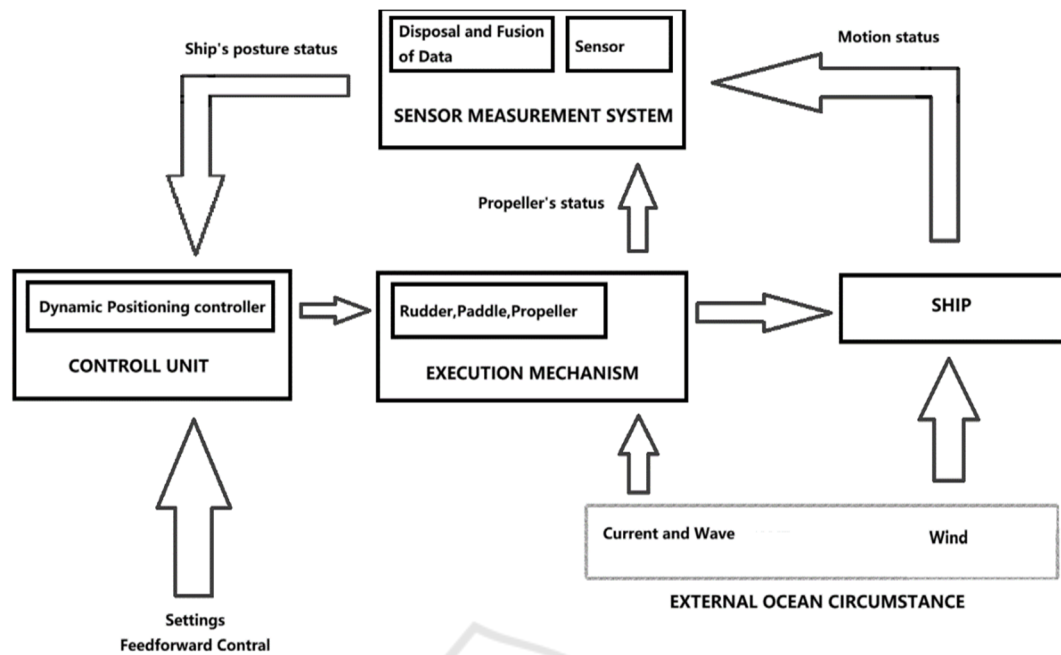 Ship's posture status
Disposal and Fusion
of Data
Sensor
SENSOR MEASUREMENT SYSTEM
Motion status
Propeller's status
Dynamic Positioning controller
CONTROLL UNIT
Rudder,Paddle,Propeller
EXECUTION MECHANISM
SHIP
Current and Wave
Wind
EXTERNAL OCEAN CIRCUMSTANCE
Settings
Feedforward Contral